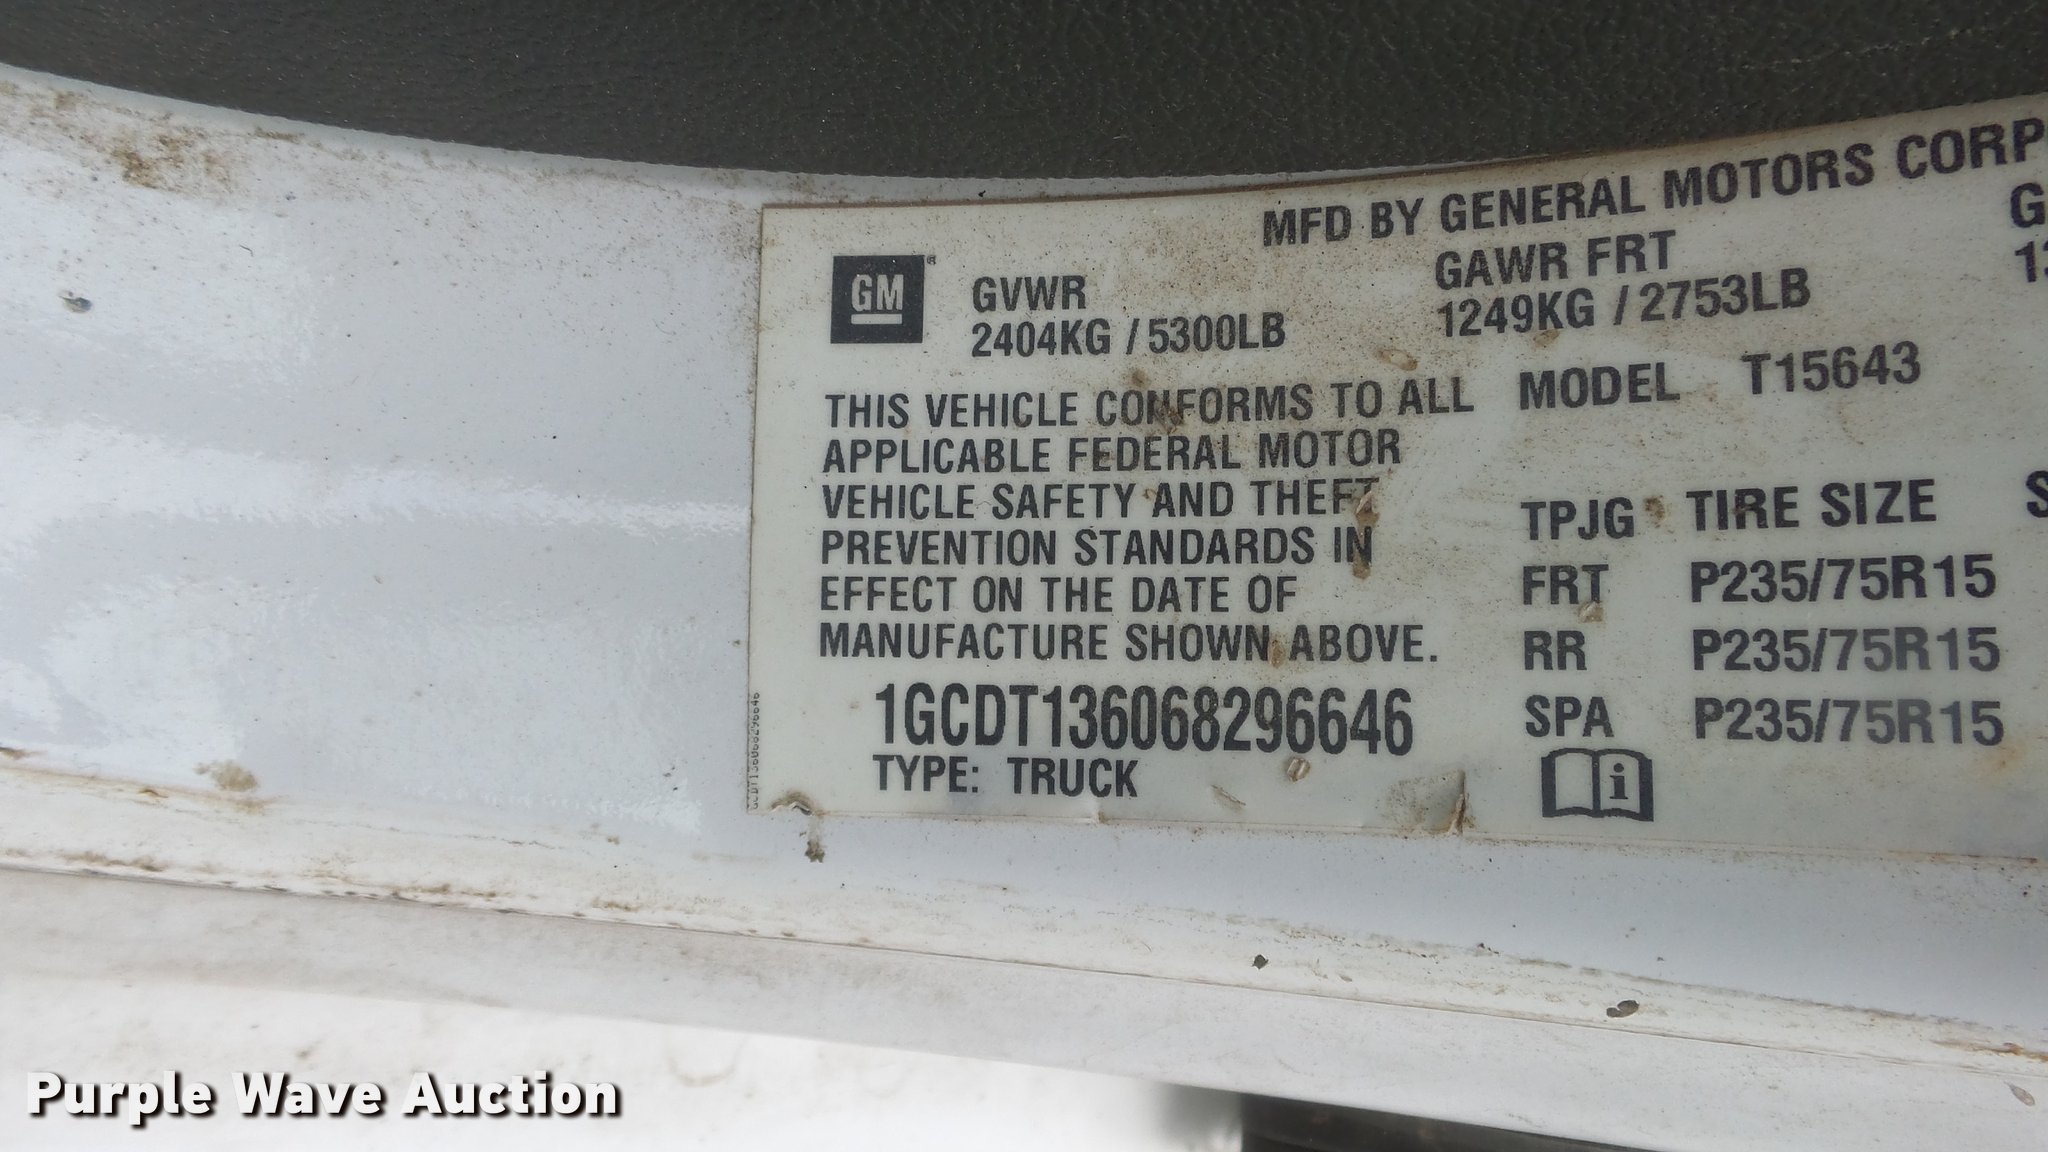 MFD BY GENERAL MOTORS CORP
GM
GVWR
2404KG / 5300LB
GAWR FRT
1249KG / 2753LB
G
THIS VEHICLE CONFORMS TO ALL
APPLICABLE FEDERAL MOTOR
VEHICLE SAFETY AND THEFT
PREVENTION STANDARDS IN
EFFECT ON THE DATE OF
MANUFACTURE SHOWN ABOVE.
1GCDT136068296646
TYPE: TRUCK
MODEL T15643
TPJG TIRE SIZE S
FRT P235/75R15
RR P235/75R15
SPA P235/75R15
i
Purple Wave Auction